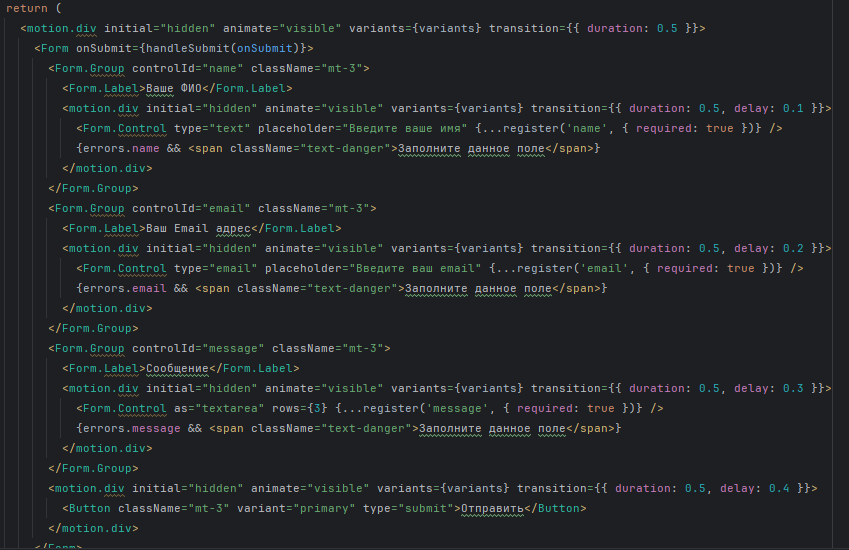 return (
<motion.div initial="hidden" animate="visible" variants={variants} transition={{ duration: 0.5 }}>
<Form onSubmit={handleSubmit(onSubmit)}>
<Form.Group controlId="name" className="mt-3">
<Form.Label>Ваше ФИО</Form.Label>
<motion.div initial="hidden" animate="visible" variants={variants} transition={{ duration: 0.5, delay: 0.1 }}>
<Form.Control type="text" placeholder="Введите ваше имя" {...register('name', { required: true })} />
{errors.name && <span className="text-danger">Заполните данное поле</span>}
</motion.div>
</Form.Group>
<Form.Group controlId="email" className="mt-3">
<Form.Label>Ваш Email адрес</Form.Label>
<motion.div initial="hidden" animate="visible" variants={variants} transition={{ duration: 0.5, delay: 0.2 }}>
<Form.Control type="email" placeholder="Введите ваш email" {...register('email', { required: true })} />
{errors.email && <span className="text-danger">Заполните данное поле</span>}
</motion.div>
</Form.Group>
<Form.Group controlId="message" className="mt-3">
<Form.Label>Сообщение</Form.Label>
<motion.div initial="hidden" animate="visible" variants={variants} transition={{ duration: 0.5, delay: 0.3 }}>
<Form.Control as="textarea" rows={3} {...register('message', { required: true })} />
{errors.message && <span className="text-danger">Заполните данное поле</span>}
</motion.div>
</Form.Group>
<motion.div initial="hidden" animate="visible" variants={variants} transition={{ duration: 0.5, delay: 0.4 }}>
<Button className="mt-3" variant="primary" type="submit">Отправить</Button>
</motion.div>
</Form>